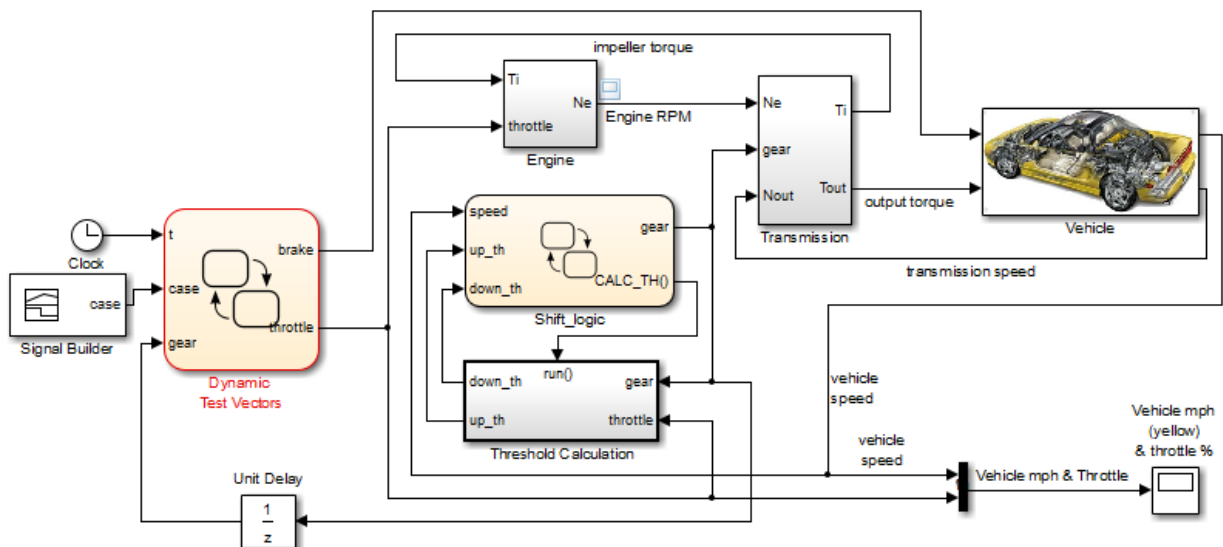 impeller torque
Ti
Ne
throttle
Engine RPM
Engine
Ne
gear
Nout
Ti
Tout
Transmission
output torque
Vehicle
transmission speed
Clock
case
Signal Builder
t
case
gear
brake
throttle
Dynamic
Test Vectors
speed
up_th
down_th
gear
CALC_TH()
Shift_logic
run()
down_th
up_th
gear
throttle
Threshold Calculation
vehicle
speed
vehicle
speed
Vehicle mph & Throttle
Vehicle mph
(yellow)
& throttle %
Unit Delay
1
z